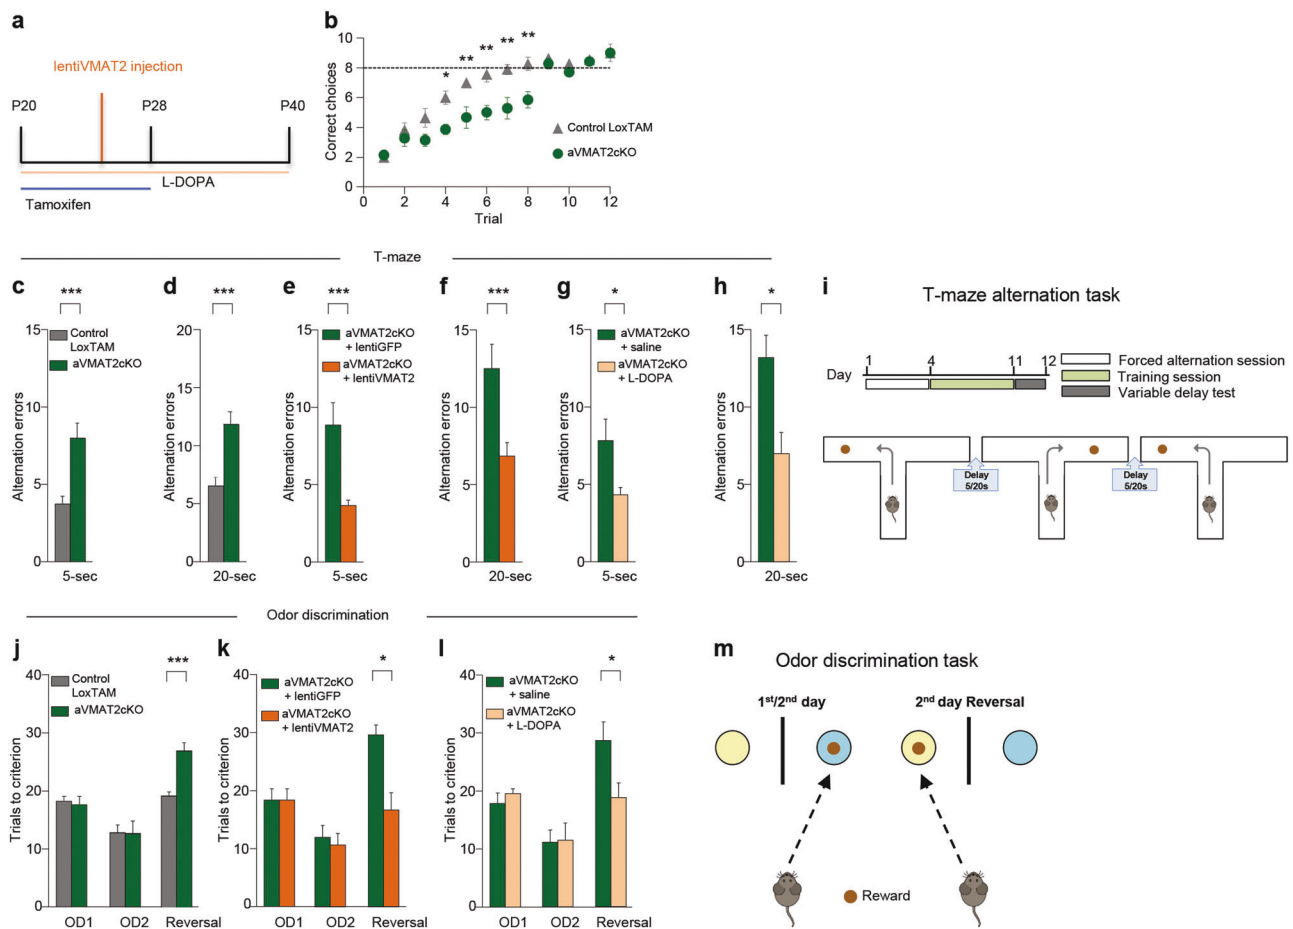 a
lentiVMAT2 injection
P20
P28
P40
L-DOPA
Tamoxifen
b
Correct choices
10
8
6
4
2
0
0
2
4
6
8
10
12
Trial
*
**
**
**
**
Control LoxTAM
aVMAT2cKO
T-maze
c
***
Alternation errors
15
10
5
0
Control
LoxTAM
aVMAT2cKO
5-sec
d
***
Alternation errors
20
15
10
5
0
20-sec
e
***
Alternation errors
15
10
5
0
aVMAT2cKO
+ lentiGFP
aVMAT2cKO
+ lentiVMAT2
5-sec
f
***
Alternation errors
15
10
5
0
20-sec
g
*
Alternation errors
15
10
5
0
aVMAT2cKO
+ saline
aVMAT2cKO
+ L-DOPA
5-sec
h
*
Alternation errors
15
10
5
0
20-sec
i
T-maze alternation task
Day
1
4
11
12
Forced alternation session
Training session
Variable delay test
Delay
5/20s
Delay
5/20s
Odor discrimination
j
***
Trials to criterion
40
30
20
10
0
Control
LoxTAM
aVMAT2cKO
OD1
OD2
Reversal
k
*
Trials to criterion
40
30
20
10
0
aVMAT2cKO
+ lentiGFP
aVMAT2cKO
+ lentiVMAT2
OD1
OD2
Reversal
l
*
Trials to criterion
40
30
20
10
0
aVMAT2cKO
+ saline
aVMAT2cKO
+ L-DOPA
OD1
OD2
Reversal
m
Odor discrimination task
1st/2nd day
2nd day Reversal
Reward